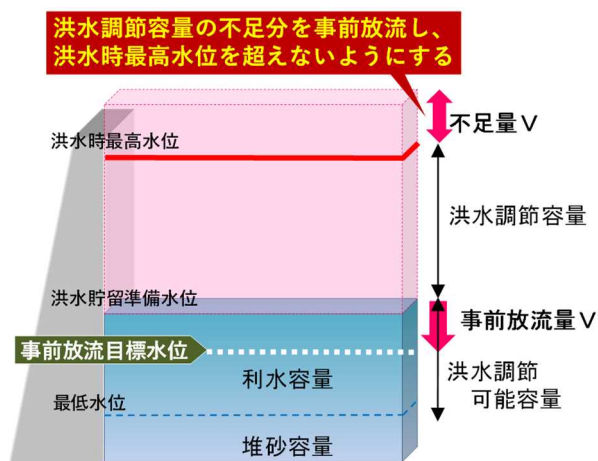 洪水調節容量の不足分を事前放流し、
洪水時最高水位を超えないようにする
不足量V
洪水時最高水位
洪水調節容量
洪水貯留準備水位
事前放流量V
事前放流目標水位
利水容量
洪水調節
可能容量
最低水位
堆砂容量